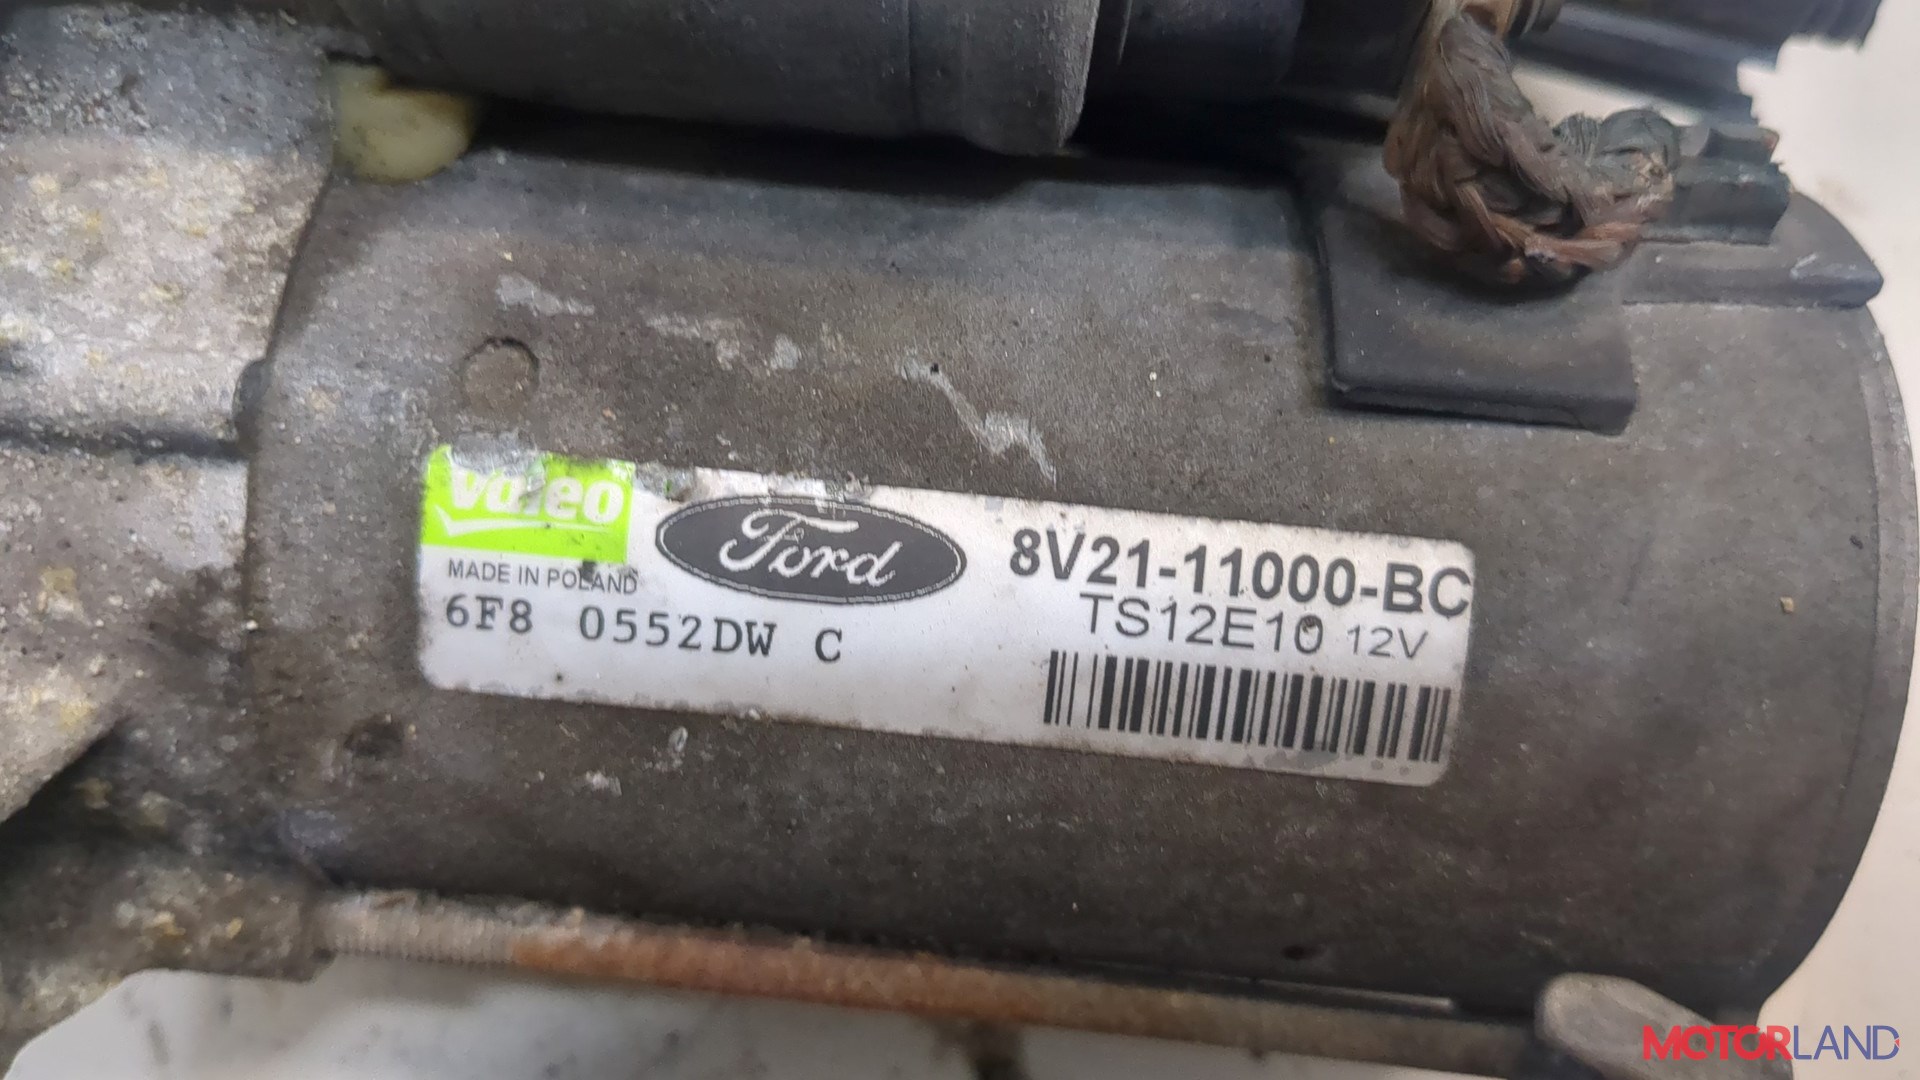 valeo
Ford
8V21-11000-BC
MADE IN POLAND
TS12E10 12V
6F8 0552DW C
MOTORLAND